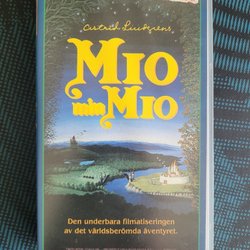 Astrid Lindgrens
MIO
min
MIO
Den underbara filmatiseringen
av det världsberömda äventyret.